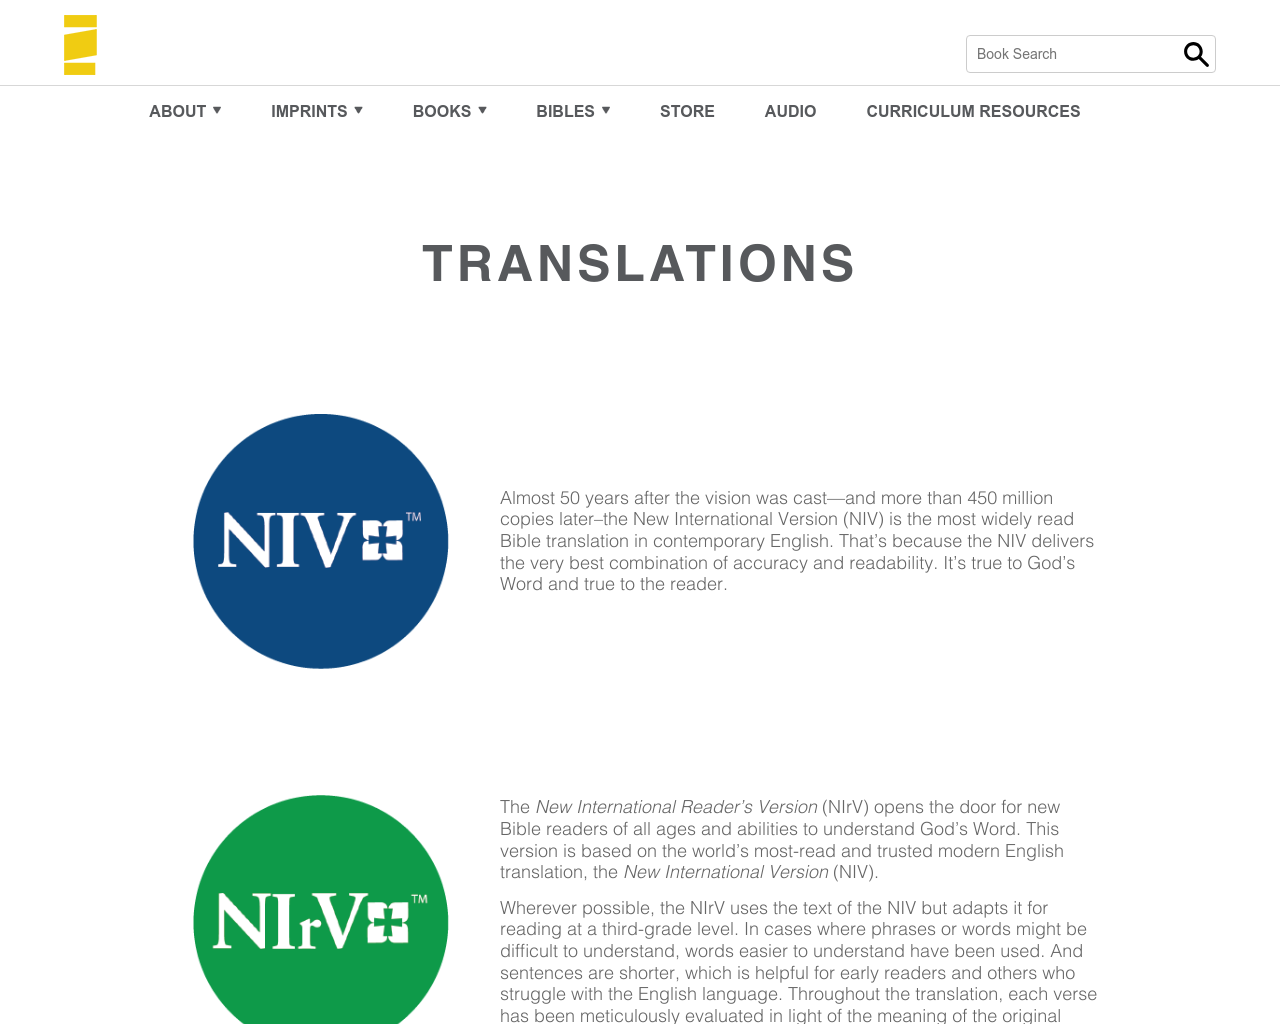 Book Search
ABOUT ▼ IMPRINTS ▼ BOOKS ▼ BIBLES ▼ STORE AUDIO CURRICULUM RESOURCES
TRANSLATIONS
NIV™
Almost 50 years after the vision was cast—and more than 450 million
copies later–the New International Version (NIV) is the most widely read
Bible translation in contemporary English. That’s because the NIV delivers
the very best combination of accuracy and readability. It’s true to God’s
Word and true to the reader.
NIrV™
The New International Reader’s Version (NIrV) opens the door for new
Bible readers of all ages and abilities to understand God’s Word. This
version is based on the world’s most-read and trusted modern English
translation, the New International Version (NIV).
Wherever possible, the NIrV uses the text of the NIV but adapts it for
reading at a third-grade level. In cases where phrases or words might be
difficult to understand, words easier to understand have been used. And
sentences are shorter, which is helpful for early readers and others who
struggle with the English language. Throughout the translation, each verse
has been meticulously evaluated in light of the meaning of the original